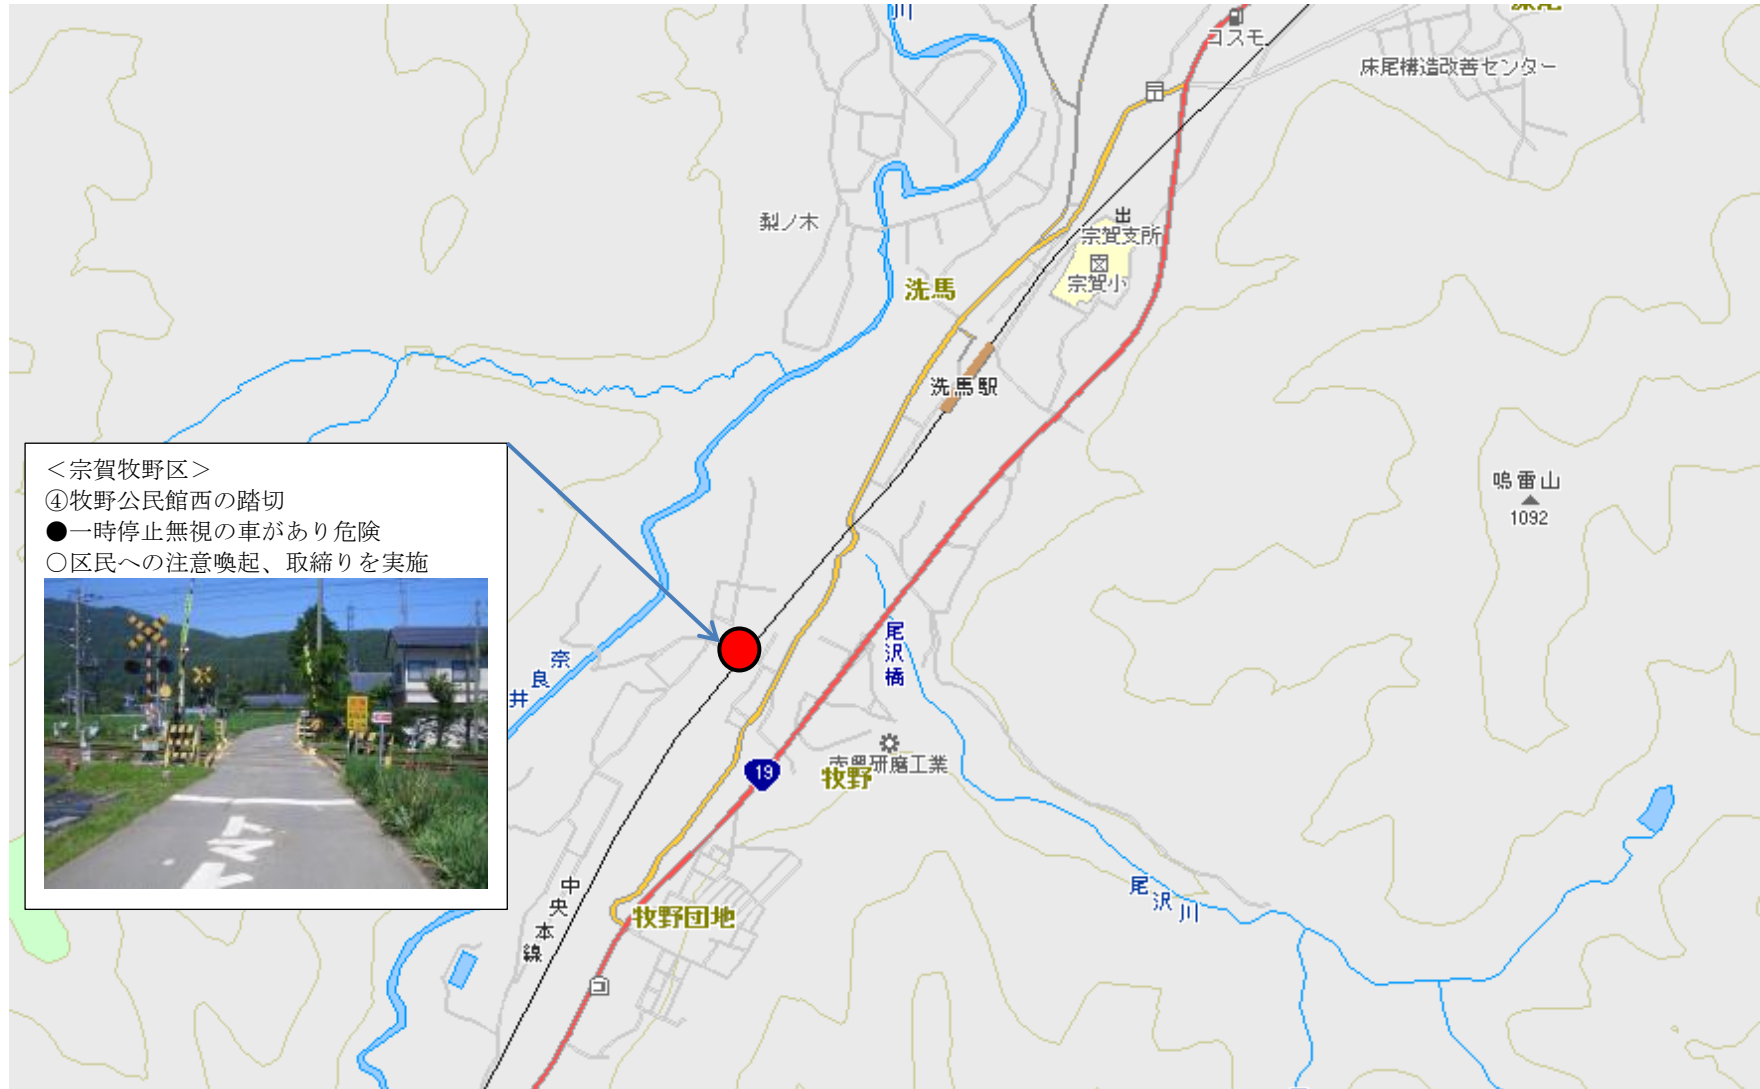 川
コスモ
床尾構造改善センター
梨ノ木
出
宗賀支所
宗賀小
洗馬
洗馬駅
鳴雷山
1092
＜宗賀牧野区＞
④牧野公民館西の踏切
●一時停止無視の車があり危険
○区民への注意喚起、取締りを実施
奈良井
尾沢橋
研磨工業
牧野
19
尾沢川
中央本線
牧野団地